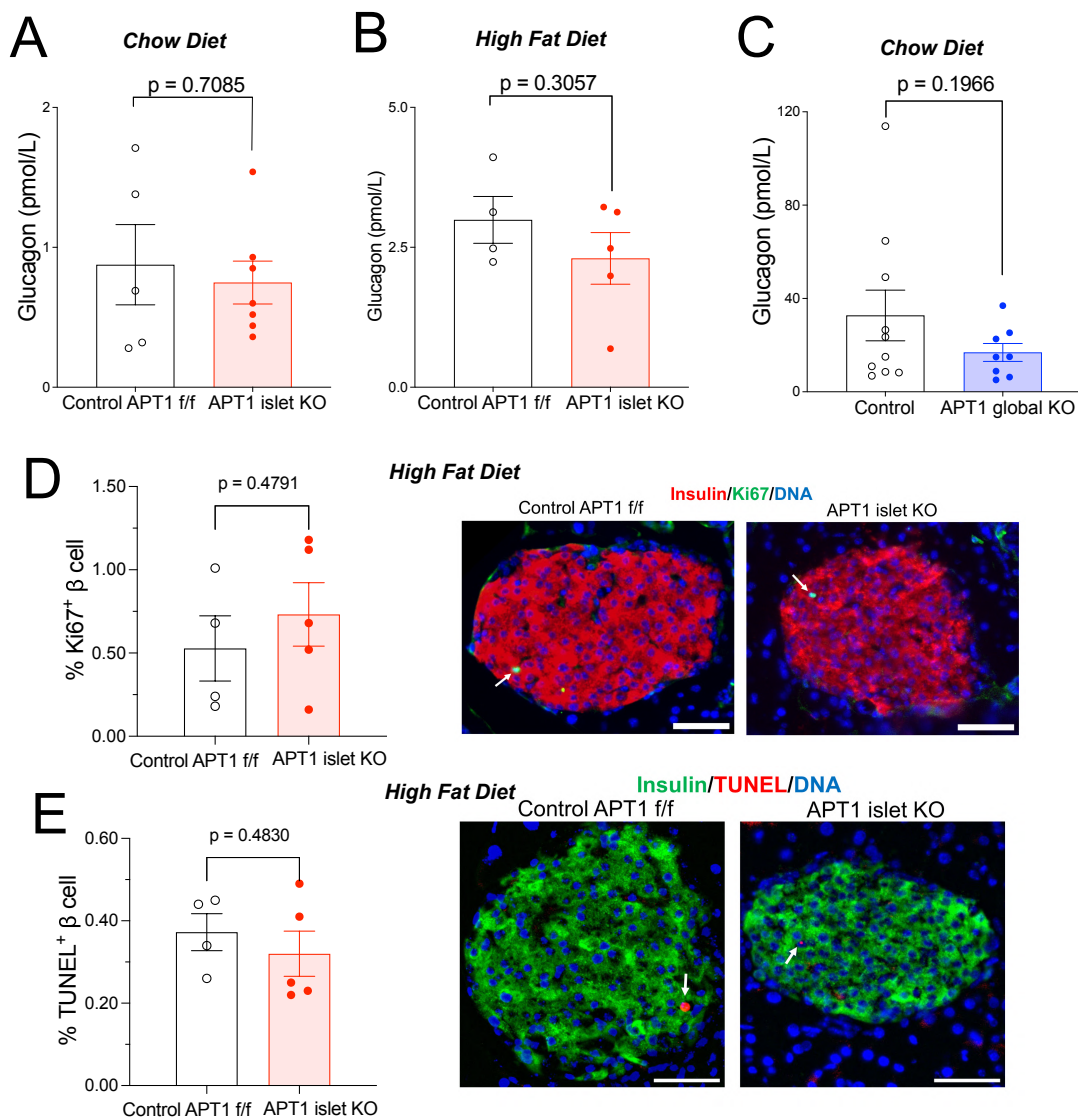 A
Chow Diet
p = 0.7085
Glucagon (pmol/L)
2
1
0
Control APT1 f/f
APT1 islet KO
B
High Fat Diet
p = 0.3057
Glucagon (pmol/L)
5.0
2.5
0.0
Control APT1 f/f
APT1 islet KO
C
Chow Diet
p = 0.1966
Glucagon (pmol/L)
120
80
40
0
Control
APT1 global KO
D
p = 0.4791
% Ki67⁺ β cell
1.50
1.00
0.50
0.00
Control APT1 f/f
APT1 islet KO
High Fat Diet
Insulin/Ki67/DNA
Control APT1 f/f
APT1 islet KO
E
p = 0.4830
% TUNEL⁺ β cell
0.60
0.40
0.20
0.00
Control APT1 f/f
APT1 islet KO
High Fat Diet
Insulin/TUNEL/DNA
Control APT1 f/f
APT1 islet KO